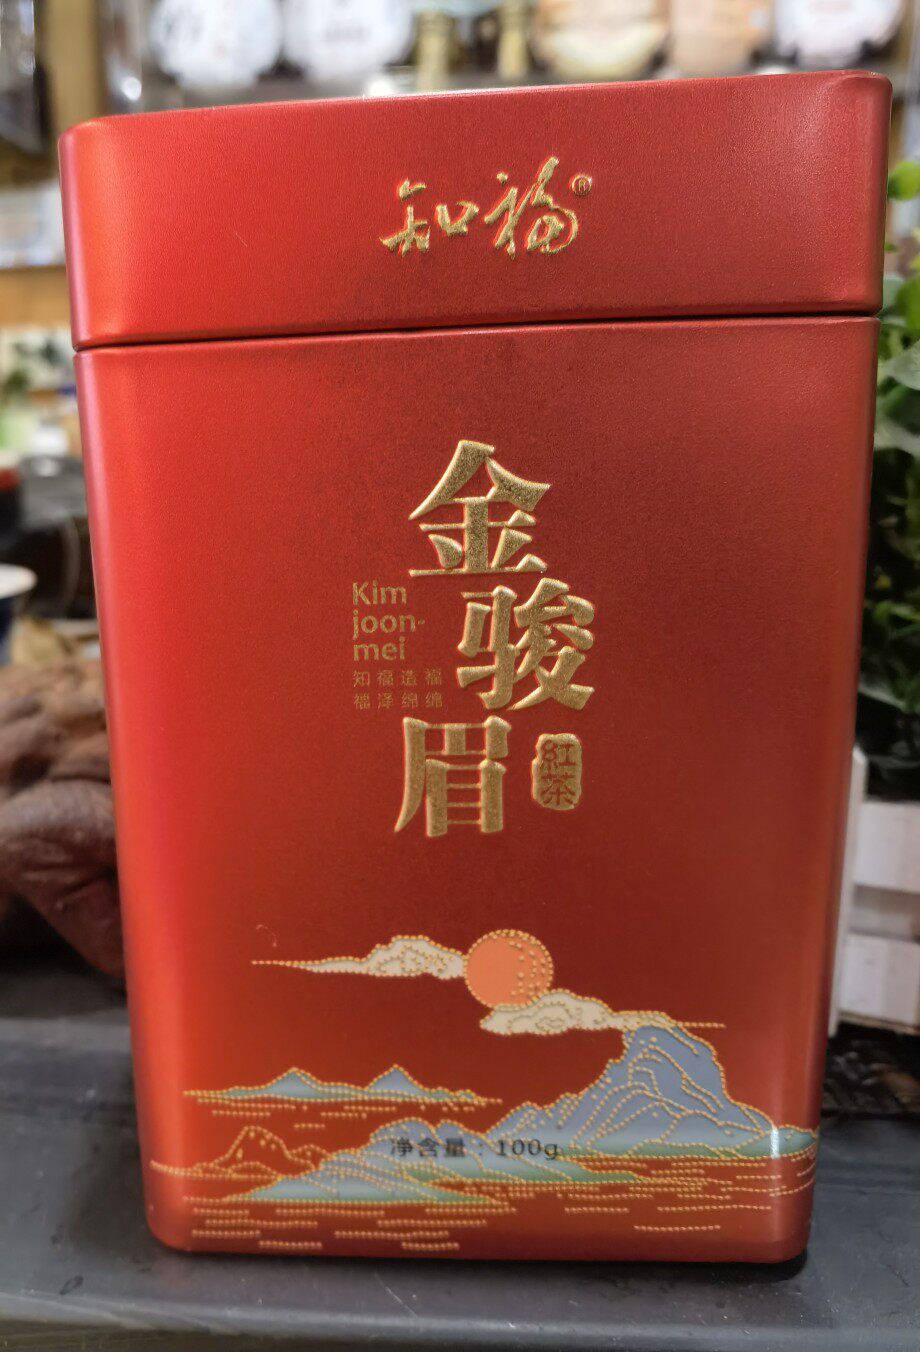 知福®
金骏眉
Kim
joon-
mei
知福造福
福泽绵绵
紅茶
净含量：100g